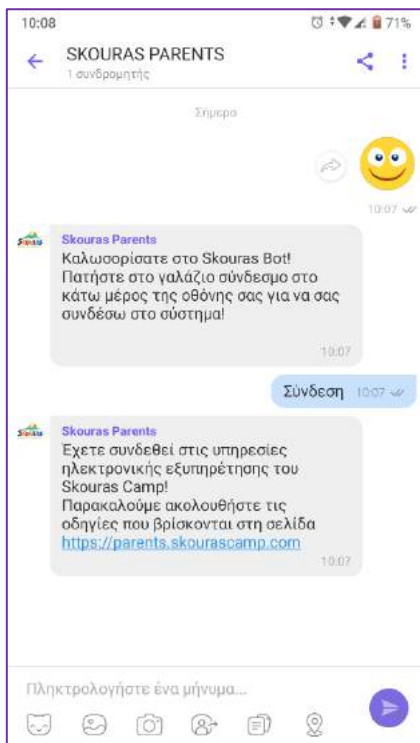 10:08
71%
SKOURAS PARENTS
1 συνδρομητής
Σήμερα
10:07
Skouras Parents
Καλωσορίσατε στο Skouras Bot!
Πατήστε στο γαλάζιο σύνδεσμο στο
κάτω μέρος της οθόνης σας για να σας
συνδέσω στο σύστημα!
10:07
Σύνδεση 10:07
Skouras Parents
Έχετε συνδεθεί στις υπηρεσίες
ηλεκτρονικής εξυπηρέτησης του
Skouras Camp!
Παρακαλούμε ακολουθήστε τις
οδηγίες που βρίσκονται στη σελίδα
https://parents.skourascamp.com
10:07
Πληκτρολογήστε ένα μήνυμα...